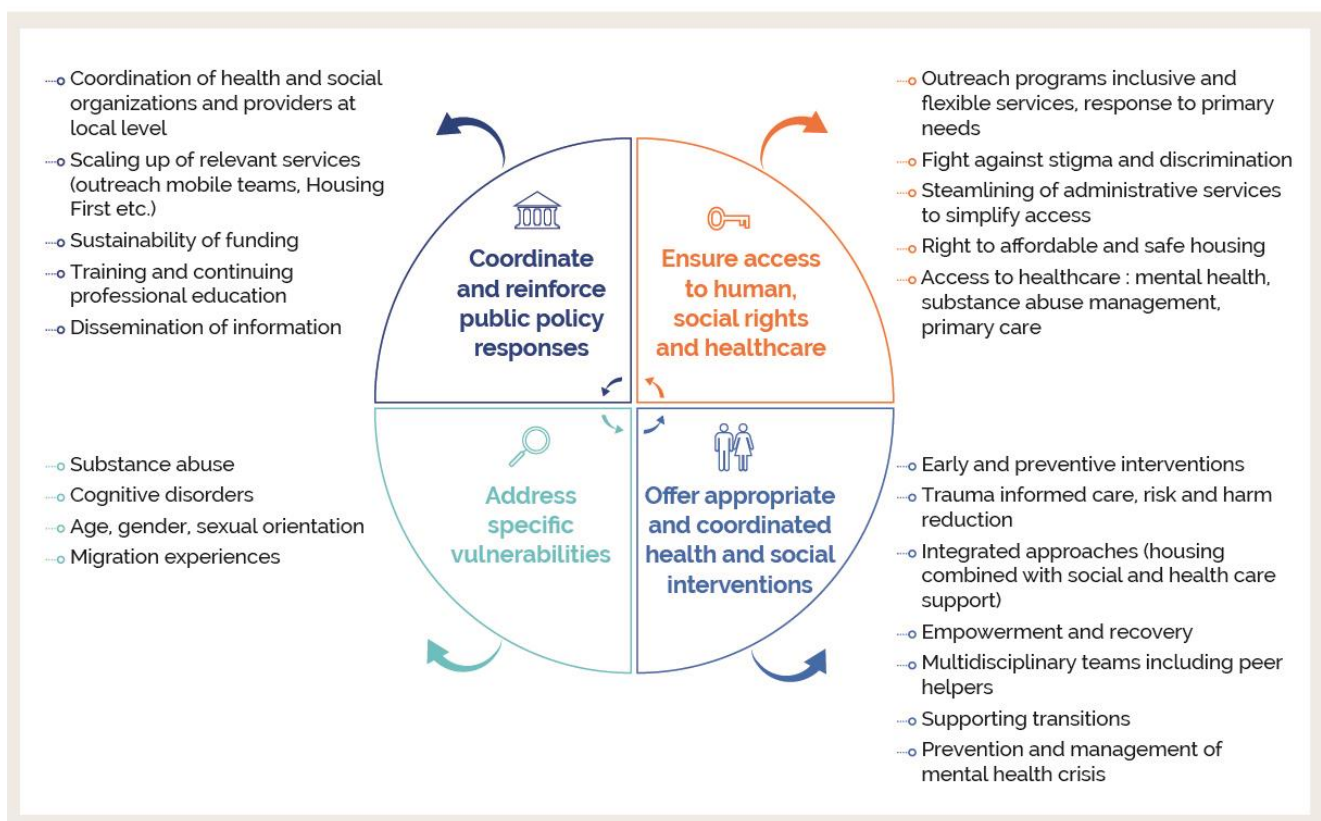 Coordination of health and social
organizations and providers at
local level
Scaling up of relevant services
(outreach mobile teams, Housing
First etc.)
Sustainability of funding
Training and continuing
professional education
Dissemination of information
Coordinate
and reinforce
public policy
responses
Ensure access
to human,
social rights
and healthcare
Outreach programs inclusive and
flexible services, response to primary
needs
Fight against stigma and discrimination
Steamlining of administrative services
to simplify access
Right to affordable and safe housing
Access to healthcare : mental health,
substance abuse management,
primary care
Substance abuse
Cognitive disorders
Age, gender, sexual orientation
Migration experiences
Address
specific
vulnerabilities
Offer appropriate
and coordinated
health and social
interventions
Early and preventive interventions
Trauma informed care, risk and harm
reduction
Integrated approaches (housing
combined with social and health care
support)
Empowerment and recovery
Multidisciplinary teams including peer
helpers
Supporting transitions
Prevention and management of
mental health crisis